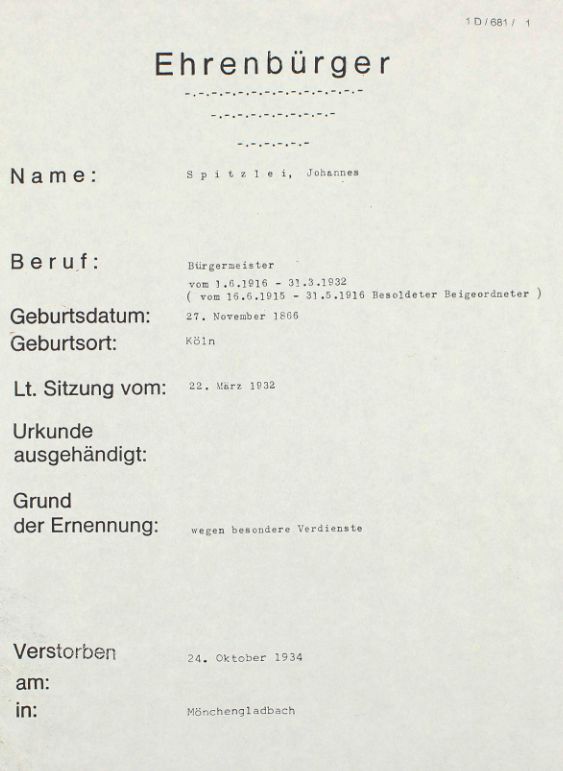 1 D / 681 / 1
Ehrenbürger
-.-.-.-.-.-.-.-.-.-.-.-.-.-
-.-.-.-.-.-.-.-.-.-
-.-.-.-.-.-
Name: Spitzlei, Johannes
Beruf: Bürgermeister
vom 1.6.1916 - 31.3.1932
( vom 16.6.1915 - 31.5.1916 Besoldeter Beigeordneter )
Geburtsdatum: 27. November 1866
Geburtsort: Köln
Lt. Sitzung vom: 22. März 1932
Urkunde
ausgehändigt:
Grund
der Ernennung: wegen besondere Verdienste
Verstorben
am: 24. Oktober 1934
in: Mönchengladbach